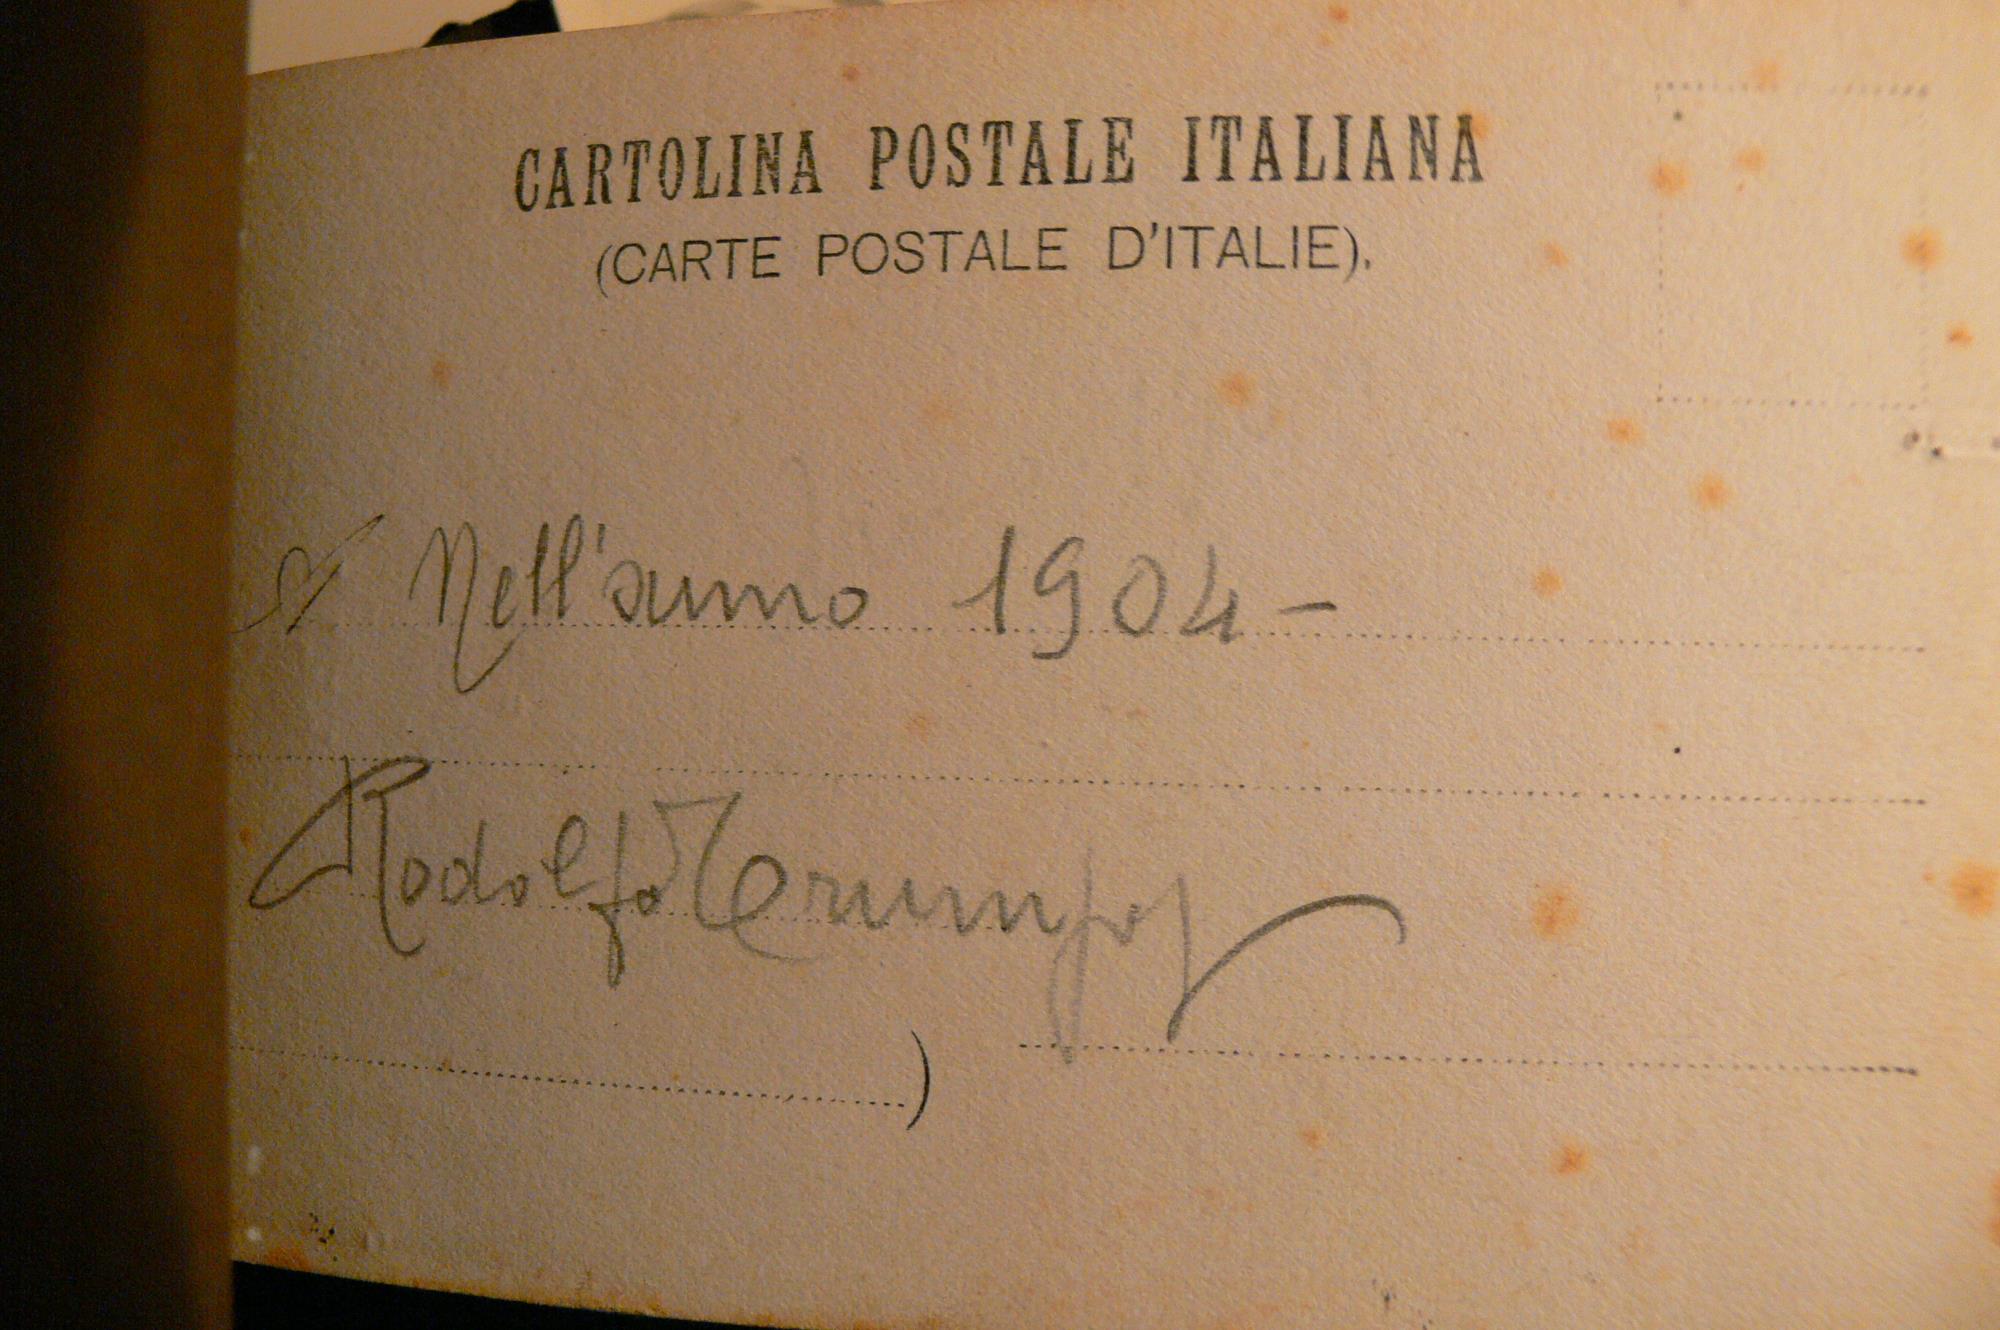 CARTOLINA POSTALE ITALIANA
(CARTE POSTALE D'ITALIE).
Nell'anno 1904 –
Rodolfo
)